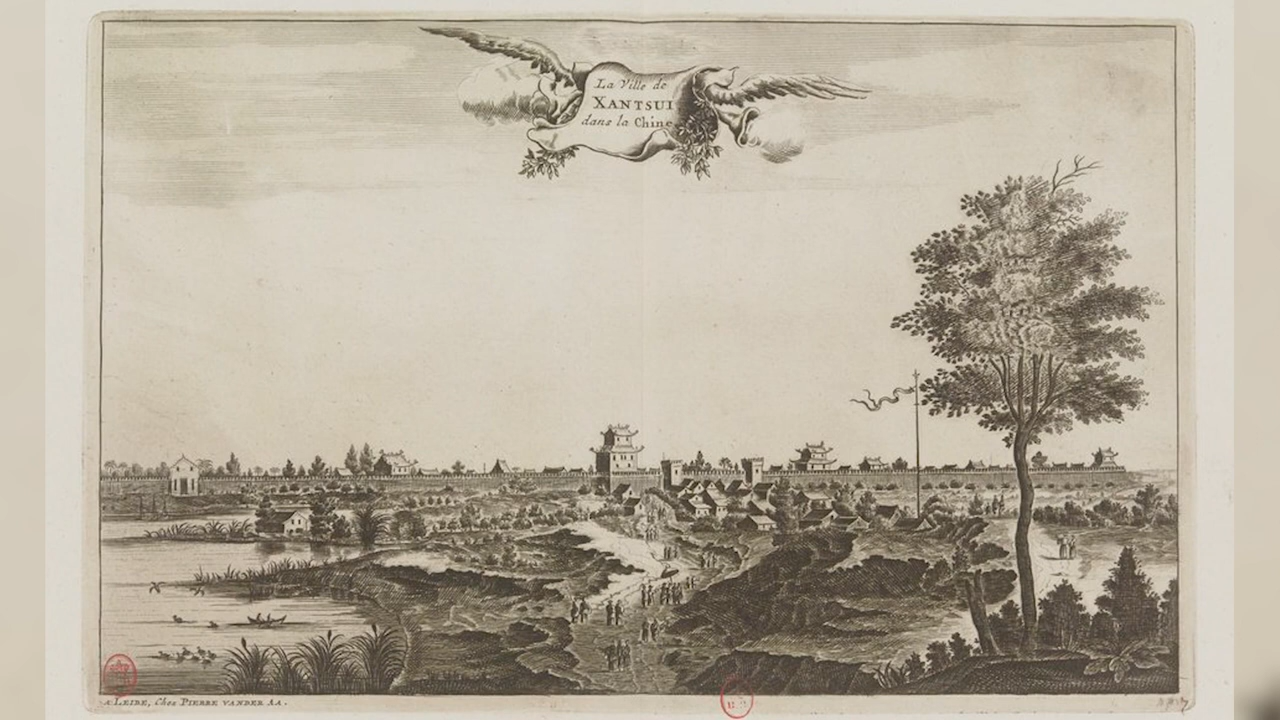 La Ville de
XANTSUI
dans la Chine
A LEIDE, Chez PIERRE VANDER AA.